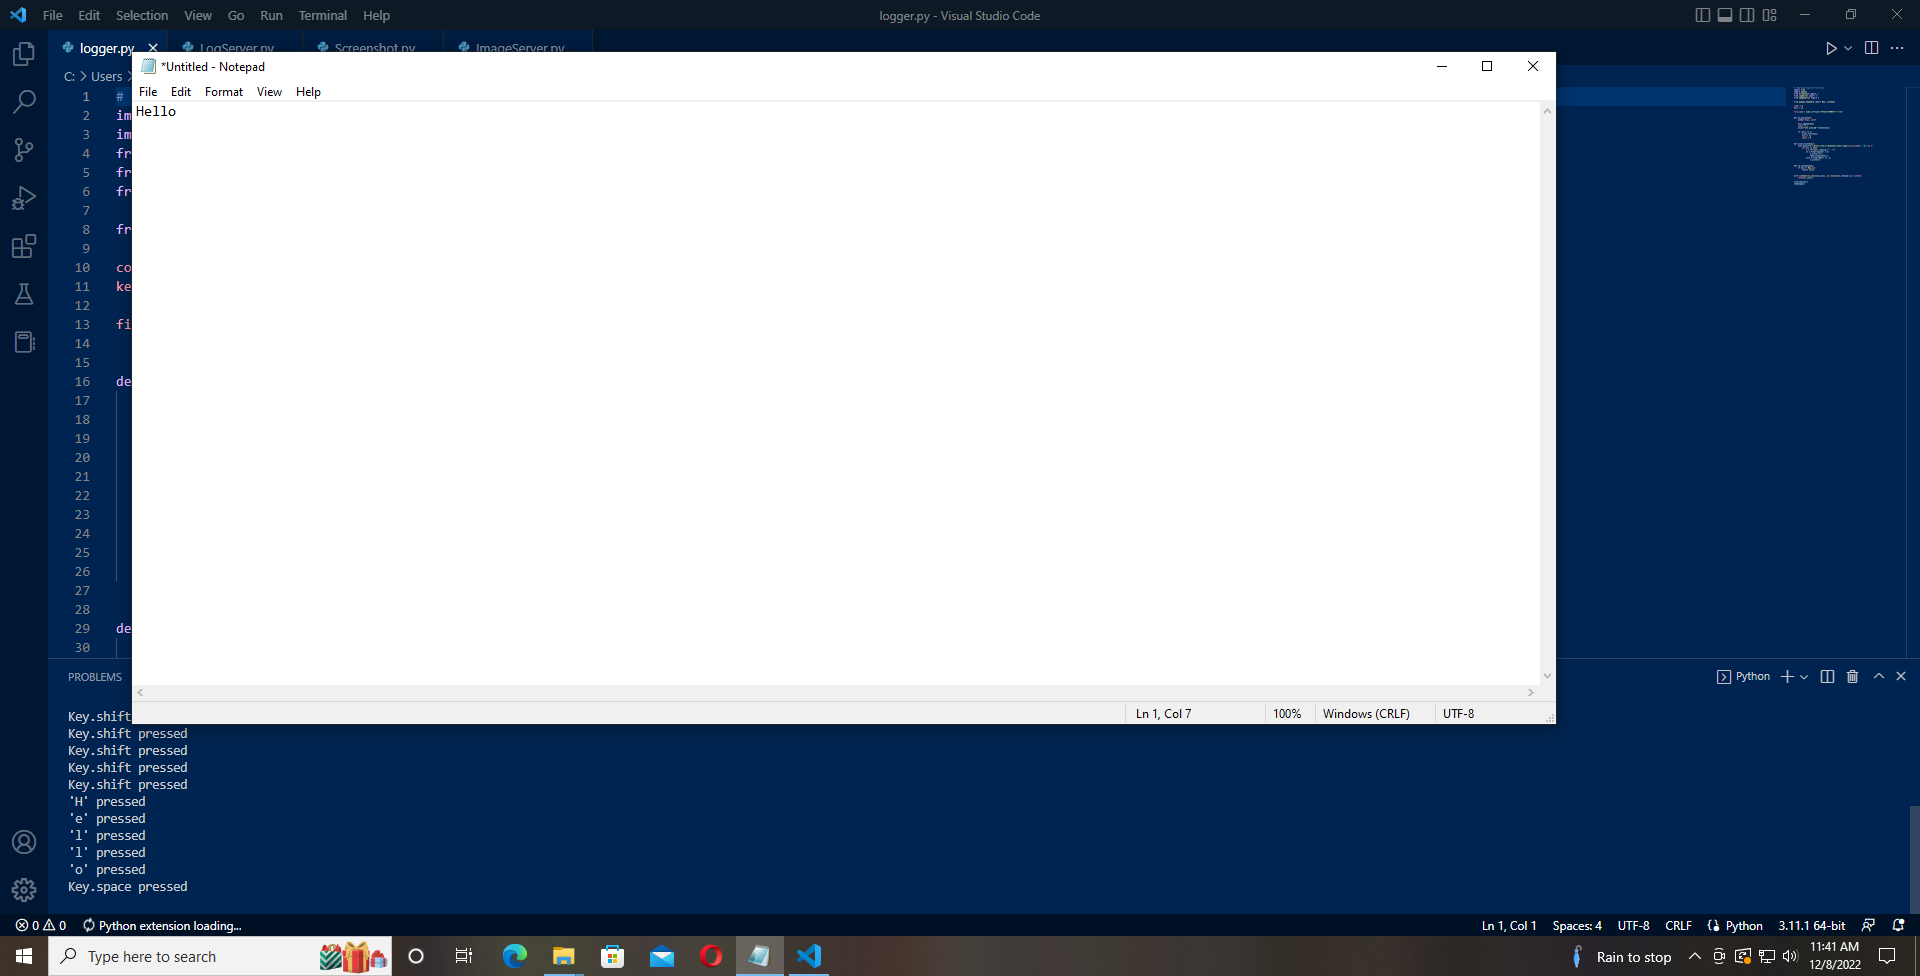 File Edit Selection View Go Run Terminal Help
logger.py - Visual Studio Code
logger.py LogServer.py Screenshot.py ImageServer.py
C: Users
*Untitled - Notepad
File Edit Format View Help
Hello
1 #
2 im
3 im
4 fr
5 fr
6 fr
7
8 fr
9
10 co
11 ke
12
13 fi
14
15
16 de
17
18
19
20
21
22
23
24
25
26
27
28
29 de
30
Ln 1, Col 7 100% Windows (CRLF) UTF-8
PROBLEMS
Python
Key.shift
Key.shift pressed
Key.shift pressed
Key.shift pressed
Key.shift pressed
'H' pressed
'e' pressed
'l' pressed
'l' pressed
'o' pressed
Key.space pressed
0 0 Python extension loading...
Ln 1, Col 1 Spaces: 4 UTF-8 CRLF Python 3.11.1 64-bit
Type here to search
Rain to stop
11:41 AM
12/8/2022